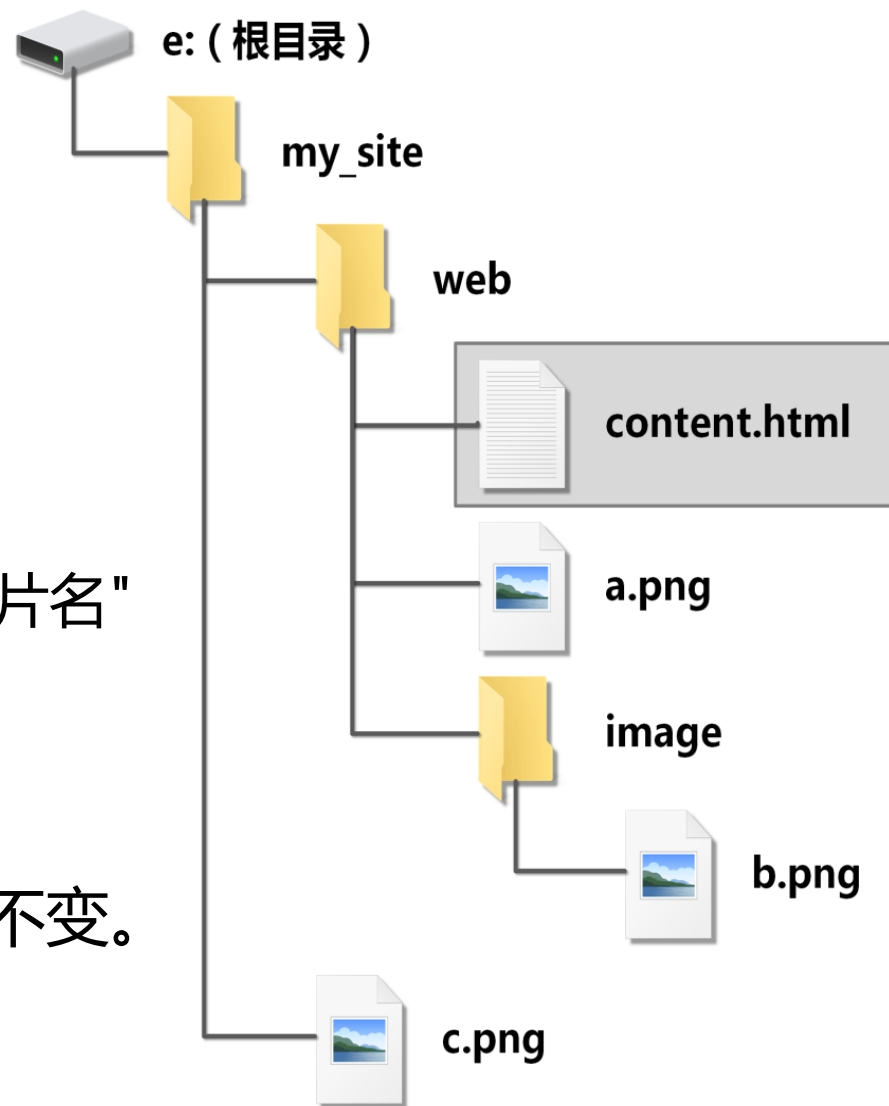 e:（根目录）
my_site
web
content.html
片名"
a.png
image
b.png
不变。
c.png